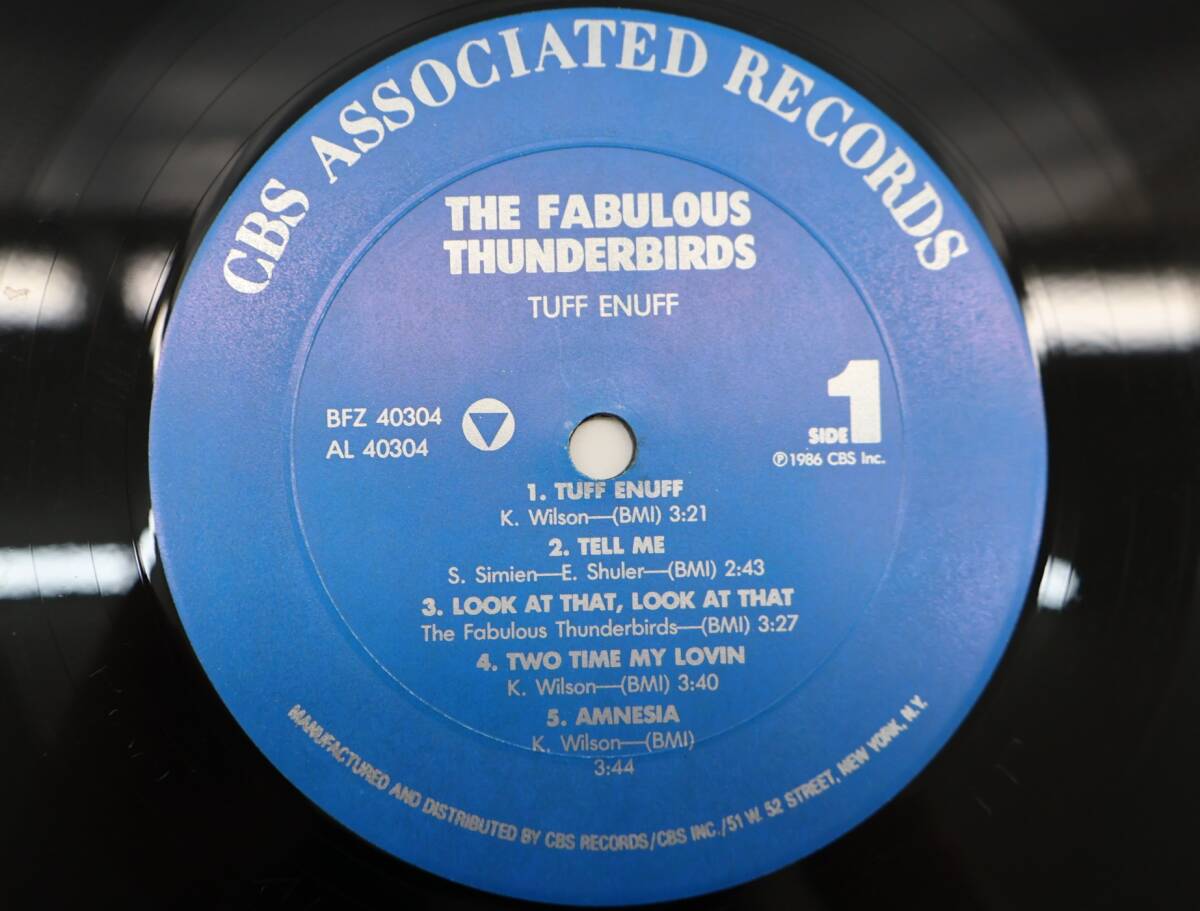 CBS ASSOCIATED RECORDS
THE FABULOUS
THUNDERBIRDS
TUFF ENUFF
BFZ 40304
AL 40304
SIDE 1
℗1986 CBS Inc.
1. TUFF ENUFF
K. Wilson—(BMI) 3:21
2. TELL ME
S. Simien—E. Shuler—(BMI) 2:43
3. LOOK AT THAT, LOOK AT THAT
The Fabulous Thunderbirds—(BMI) 3:27
4. TWO TIME MY LOVIN
K. Wilson—(BMI) 3:40
5. AMNESIA
K. Wilson—(BMI)
3:44
MANUFACTURED AND DISTRIBUTED BY CBS RECORDS/CBS INC./51 W. 52 STREET, NEW YORK, N.Y.